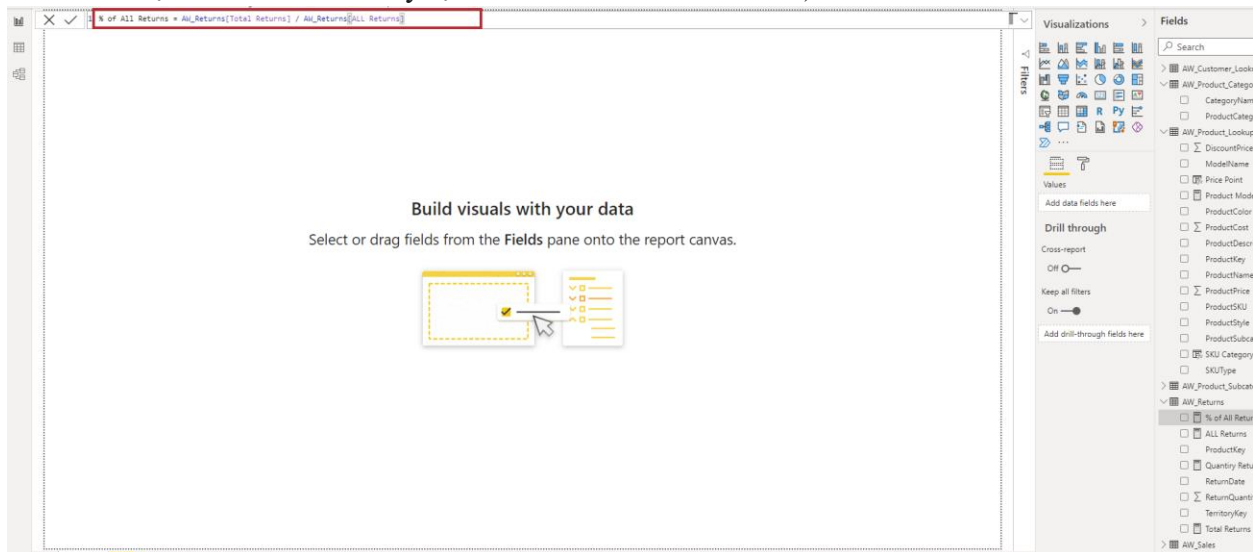 1 % of All Returns = AW_Returns[Total Returns] / AW_Returns[ALL Returns]
Build visuals with your data
Select or drag fields from the Fields pane onto the report canvas.
Filters
Visualizations
R
Py
Values
Add data fields here
Drill through
Cross-report
Off
Keep all filters
On
Add drill-through fields here
Fields
Search
AW_Customer_Look
AW_Product_Catego
CategoryNam
ProductCateg
AW_Product_Lookup
DiscountPrice
ModelName
Price Point
Product Mode
ProductColor
ProductCost
ProductDescr
ProductKey
ProductName
ProductPrice
ProductSKU
ProductStyle
ProductSubca
SKU Category
SKUType
AW_Product_Subcat
AW_Returns
% of All Retur
ALL Returns
ProductKey
Quantiry Retu
ReturnDate
ReturnQuanti
TerritoryKey
Total Returns
AW_Sales